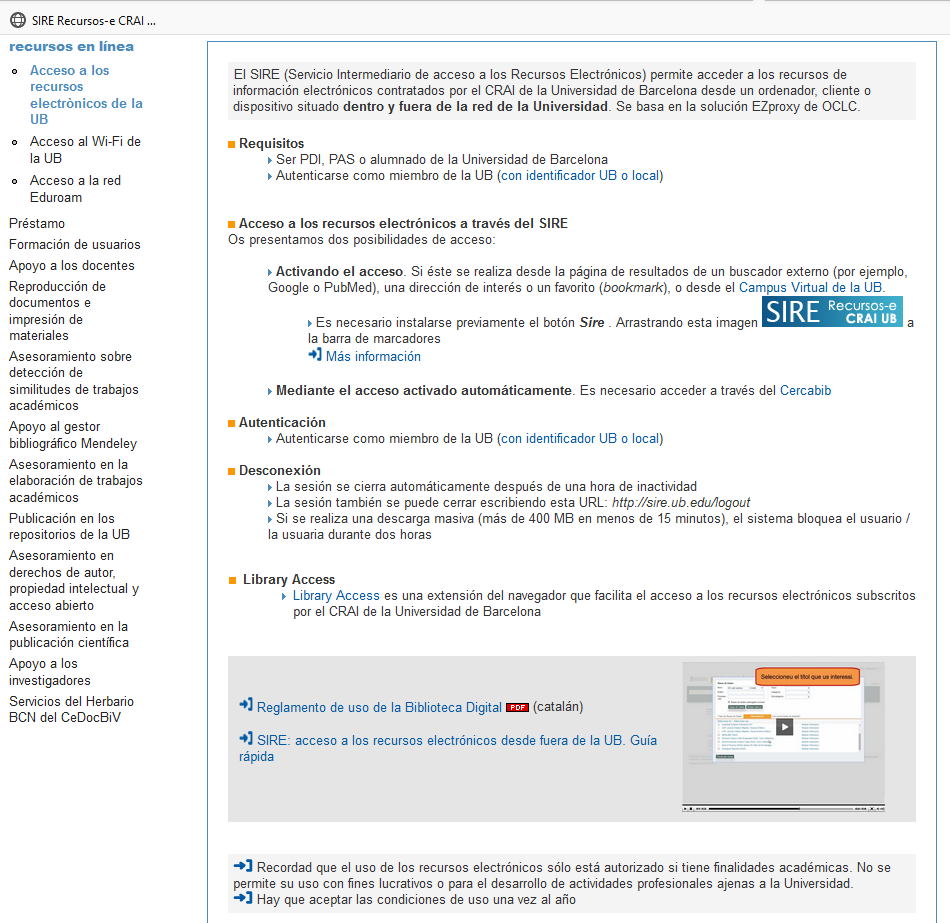 SIRE Recursos-e CRAI ...
recursos en línea
Acceso a los
recursos
electrònicos de la
UB
Acceso al Wi-Fi de
la UB
Acceso a la red
Eduroam
Préstamo
Formación de usuarios
Apoyo a los docentes
Reproducción de
documentos e
impresión de
materiales
Asesoramiento sobre
detección de
similitudes de trabajos
académicos
Apoyo al gestor
bibliográfico Mendeley
Asesoramiento en la
elaboración de trabajos
académicos
Publicación en los
repositorios de la UB
Asesoramiento en
derechos de autor,
propiedad intelectual y
acceso abierto
Asesoramiento en la
publicación científica
Apoyo a los
investigadores
Servicios del Herbario
BCN del CeDocBiV
El SIRE (Servicio Intermediario de acceso a los Recursos Electrónicos) permite acceder a los recursos de
información electrónicos contratados por el CRAI de la Universidad de Barcelona desde un ordenador, cliente o
dispositivo situado dentro y fuera de la red de la Universidad. Se basa en la solución EZproxy de OCLC.
Requisitos
Ser PDI, PAS o alumnado de la Universidad de Barcelona
Autenticarse como miembro de la UB (con identificador UB o local)
Acceso a los recursos electrónicos a través del SIRE
Os presentamos dos posibilidades de acceso:
Activando el acceso. Si éste se realiza desde la página de resultados de un buscador externo (por ejemplo,
Google o PubMed), una dirección de interés o un favorito (bookmark), o desde el Campus Virtual de la UB.
Es necesario instalarse previamente el botón Sire . Arrastrando esta imagen SIRE Recursos-e CRAI UB a
la barra de marcadores
Más información
Mediante el acceso activado automáticamente. Es necesario acceder a través del Cercabib
Autenticación
Autenticarse como miembro de la UB (con identificador UB o local)
Desconexión
La sesión se cierra automáticamente después de una hora de inactividad
La sesión también se puede cerrar escribiendo esta URL: http://sire.ub.edu/logout
Si se realiza una descarga masiva (más de 400 MB en menos de 15 minutos), el sistema bloquea el usuario /
la usuaria durante dos horas
Library Access
Library Access es una extensión del navegador que facilita el acceso a los recursos electrónicos subscritos
por el CRAI de la Universidad de Barcelona
Reglamento de uso de la Biblioteca Digital PDF (catalán)
SIRE: acceso a los recursos electrónicos desde fuera de la UB. Guía
rápida
Seleccioneu el títol que us interessi.
Recordad que el uso de los recursos electrónicos sólo está autorizado si tiene finalidades académicas. No se
permite su uso con fines lucrativos o para el desarrollo de actividades profesionales ajenas a la Universidad.
Hay que aceptar las condiciones de uso una vez al año